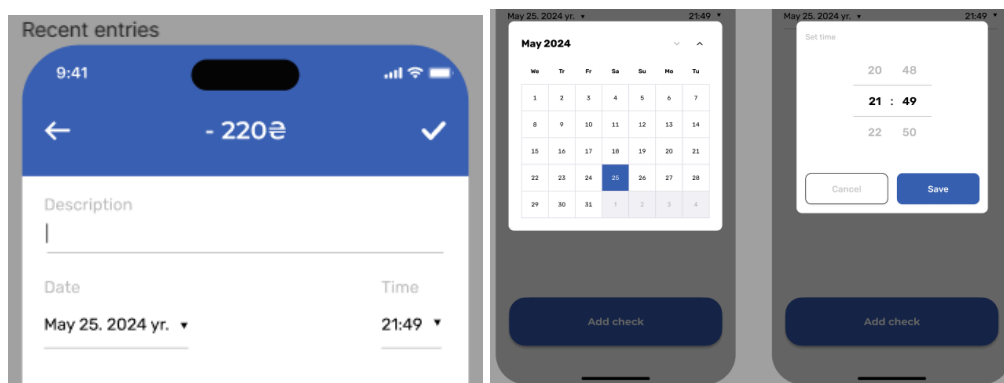 Recent entries
9:41
- 220₴
Description
Date Time
May 25. 2024 yr. ▼ 21:49 ▼
May 25. 2024 yr. ▼ 21:49 ▼
May 2024
We Tr Fr Sa Su Mo Tu
1 2 3 4 5 6 7
8 9 10 11 12 13 14
15 16 17 18 19 20 21
22 23 24 25 26 27 28
29 30 31 1 2 3 4
Add check
May 25. 2024 yr. ▼ 21:49 ▼
Set time
20 48
21 : 49
22 50
Cancel Save
Add check